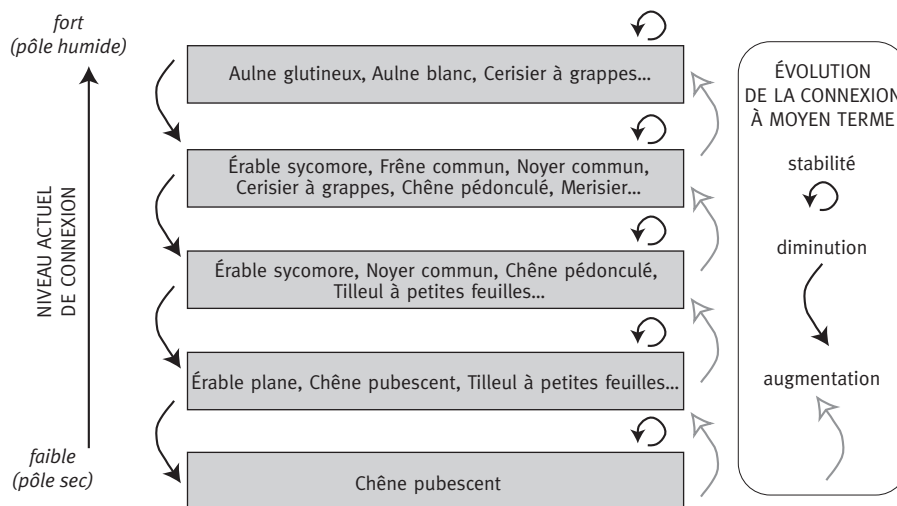 fort
(pôle humide)
NIVEAU ACTUEL
DE CONNEXION
faible
(pôle sec)
Aulne glutineux, Aulne blanc, Cerisier à grappes...
Érable sycomore, Frêne commun, Noyer commun,
Cerisier à grappes, Chêne pédonculé, Merisier...
Érable sycomore, Noyer commun, Chêne pédonculé,
Tilleul à petites feuilles...
Érable plane, Chêne pubescent, Tilleul à petites feuilles...
Chêne pubescent
ÉVOLUTION
DE LA CONNEXION
À MOYEN TERME
stabilité
diminution
augmentation